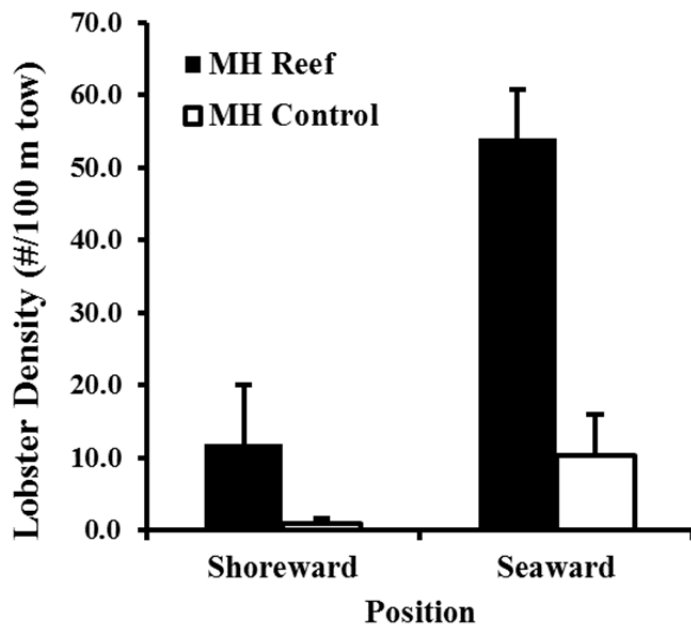 70.0
60.0
50.0
40.0
30.0
20.0
10.0
0.0
Lobster Density (#/100 m tow)
MH Reef
MH Control
Shoreward Seaward
Position